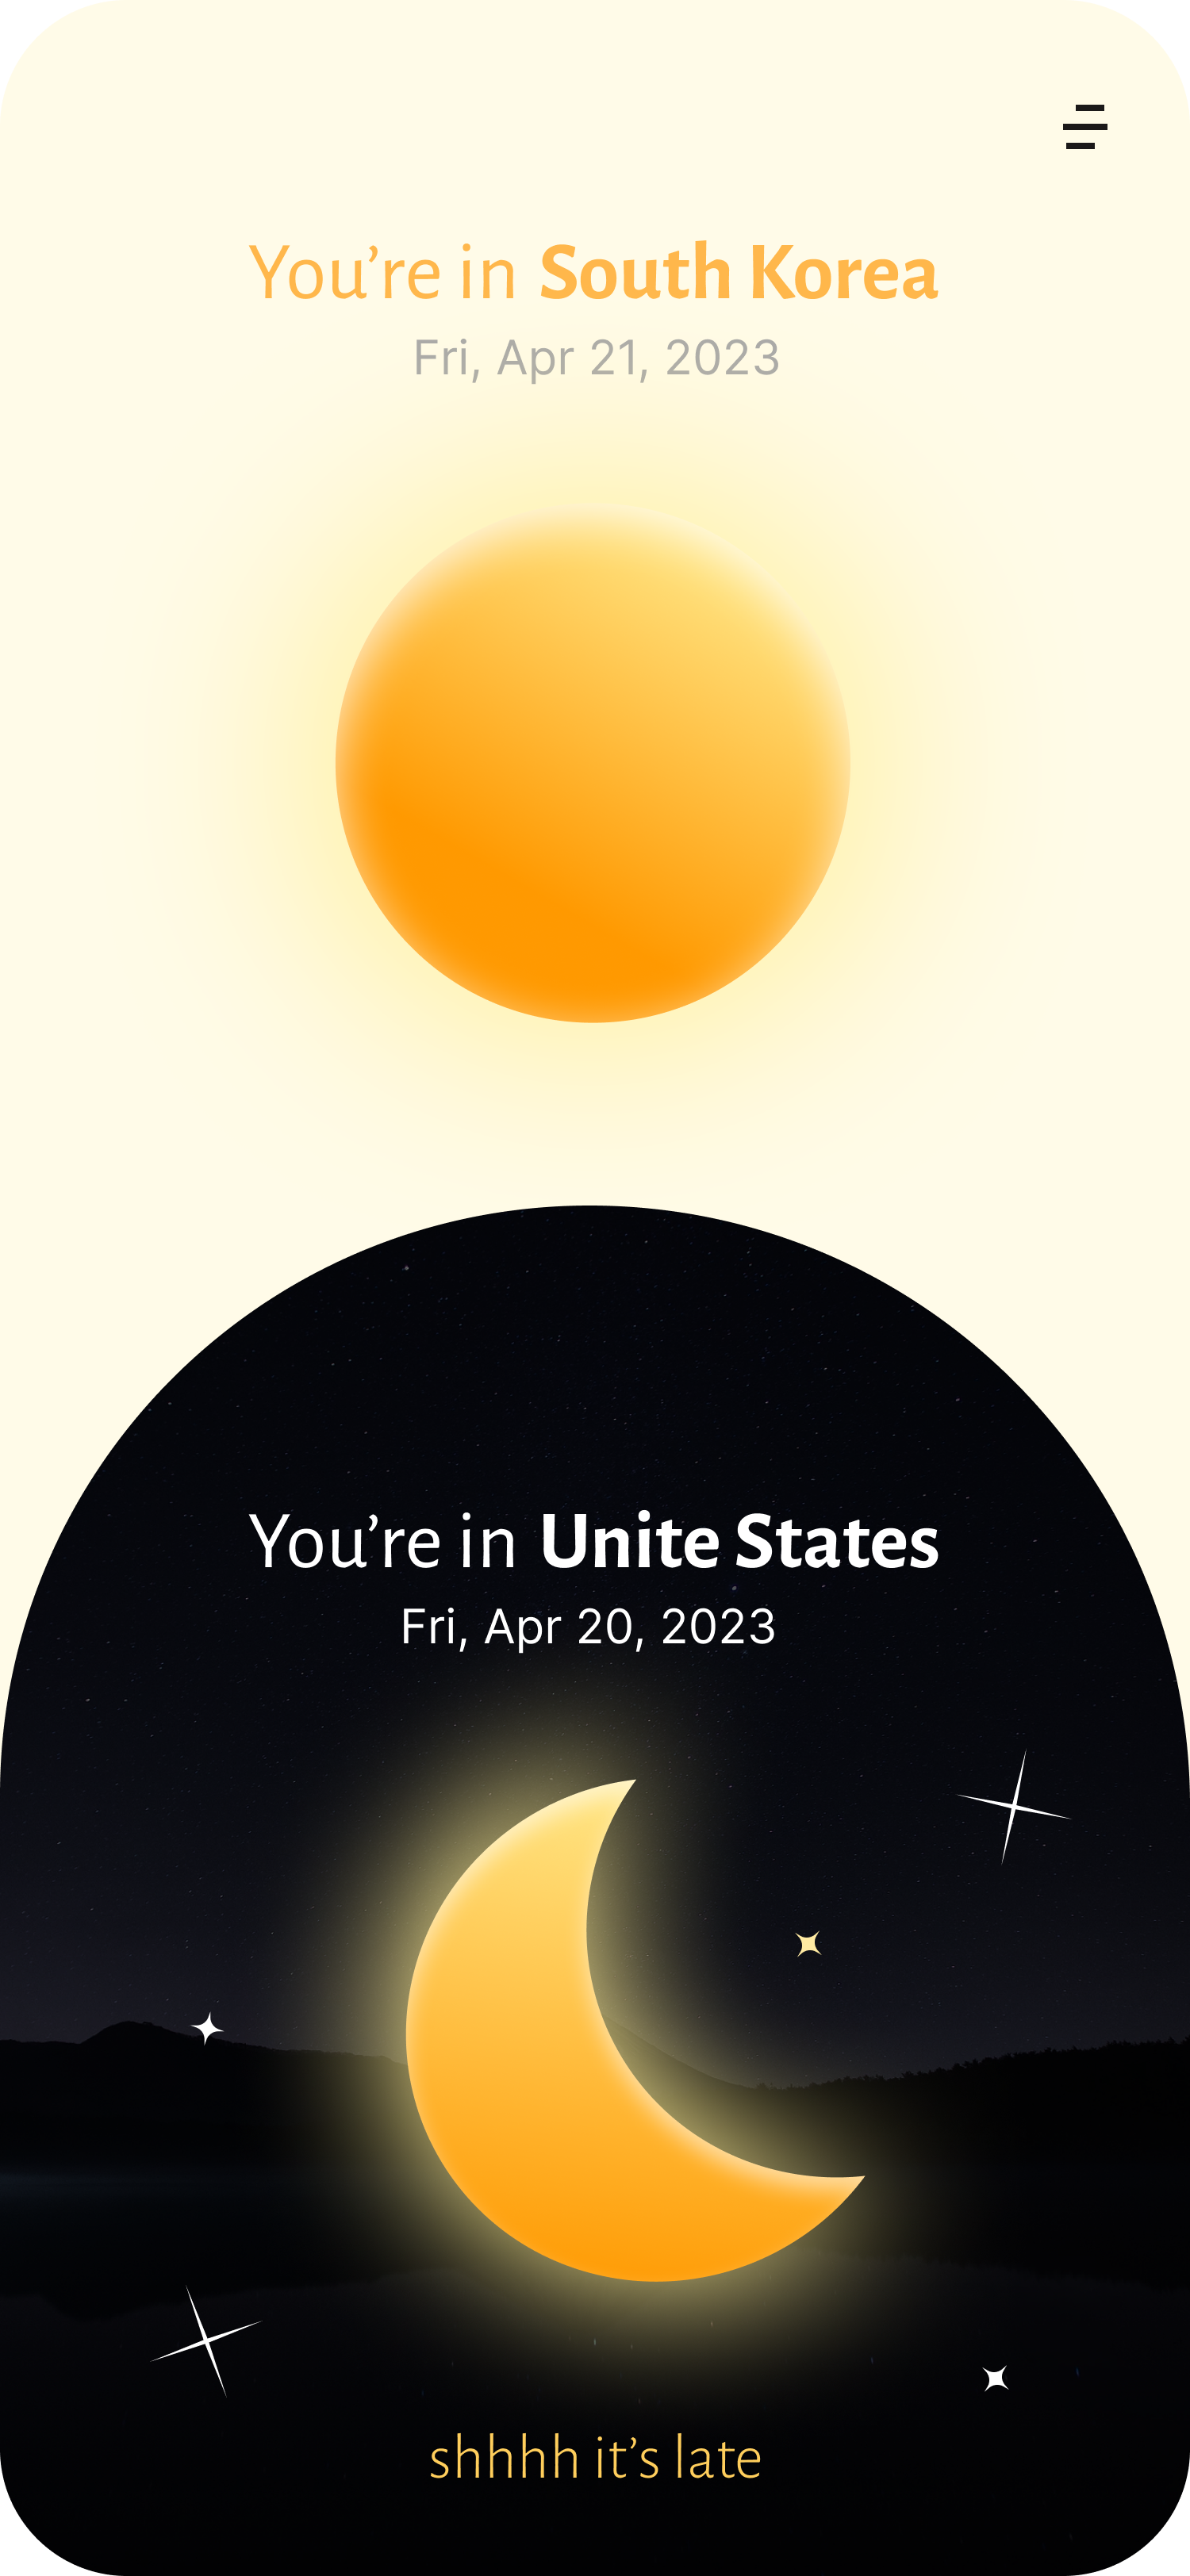 You’re in South Korea
Fri, Apr 21, 2023
You’re in Unite States
Fri, Apr 20, 2023
shhhh it’s late